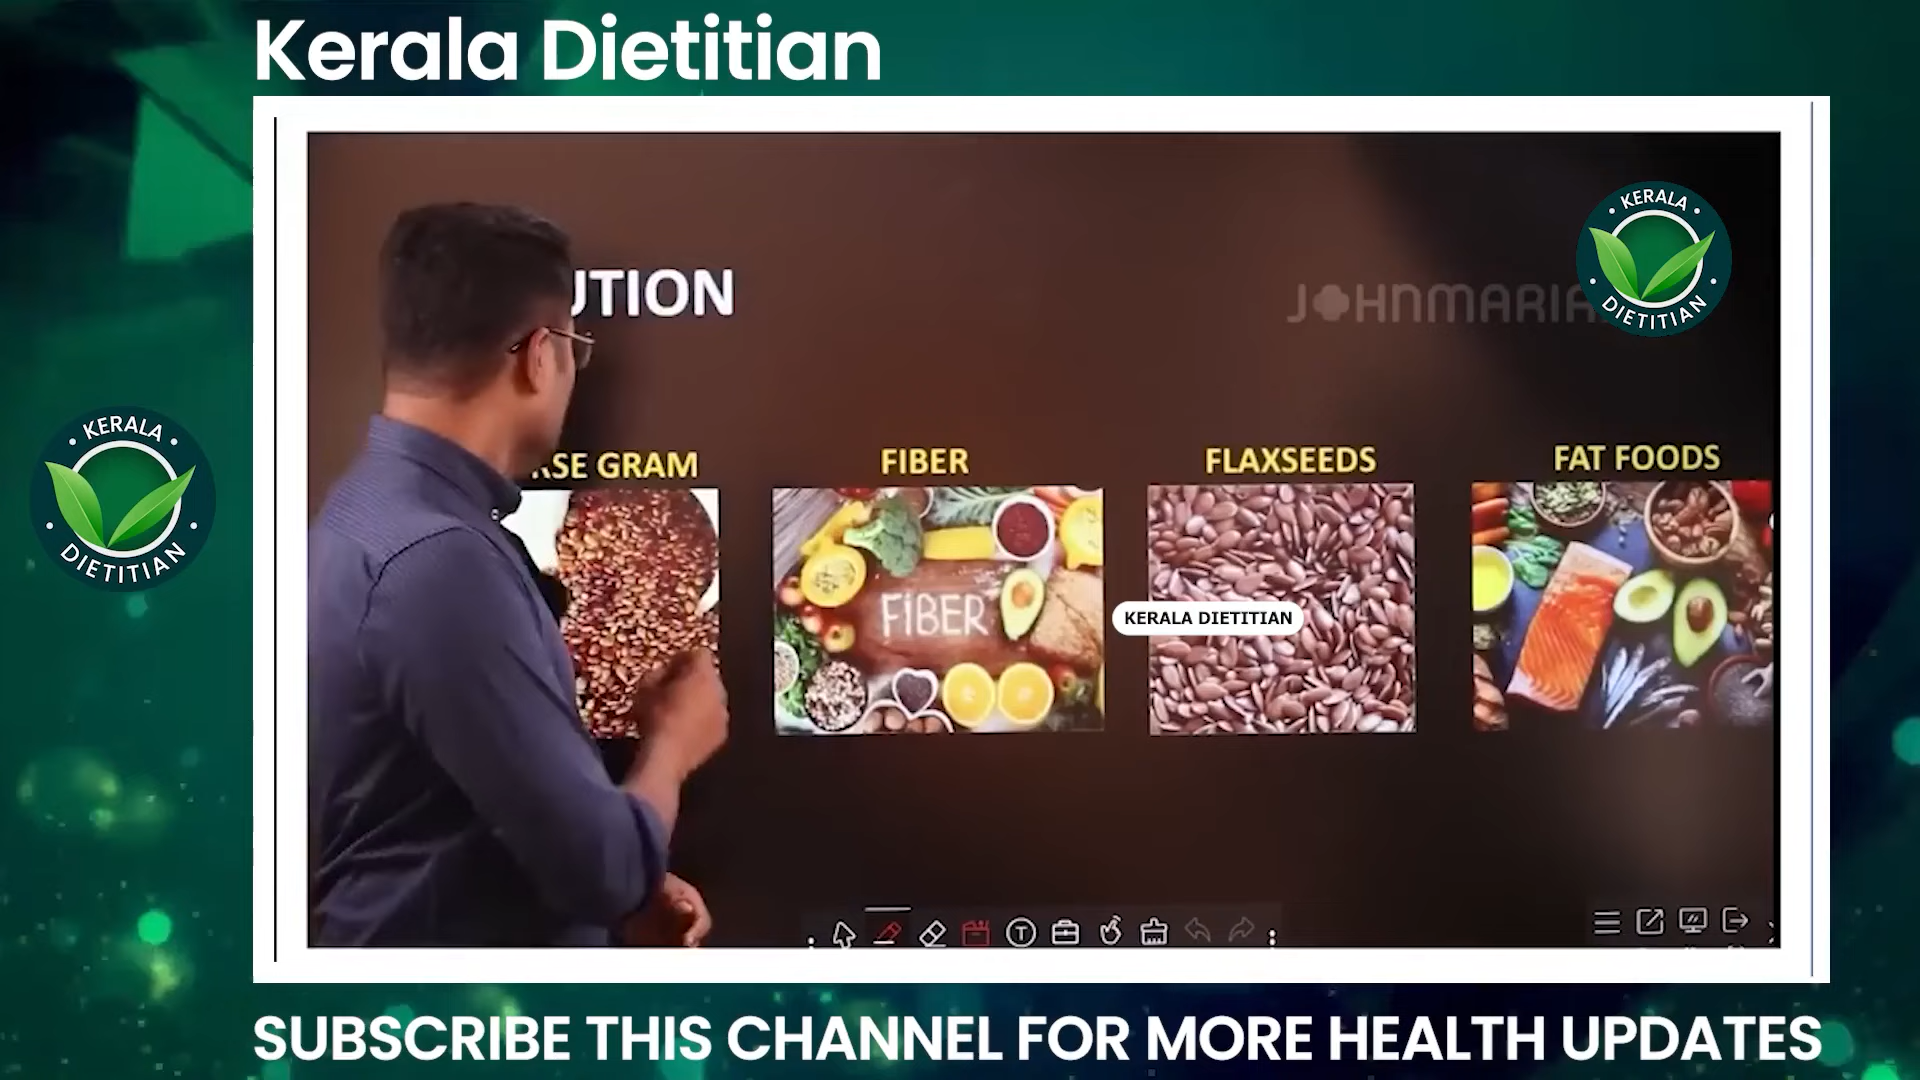 Kerala Dietitian
KERALA
DIETITIAN
UTION
JOHNMARIA
KERALA
DIETITIAN
RSE GRAM
FIBER
FLAXSEEDS
FAT FOODS
FIBER
KERALA DIETITIAN
T
SUBSCRIBE THIS CHANNEL FOR MORE HEALTH UPDATES